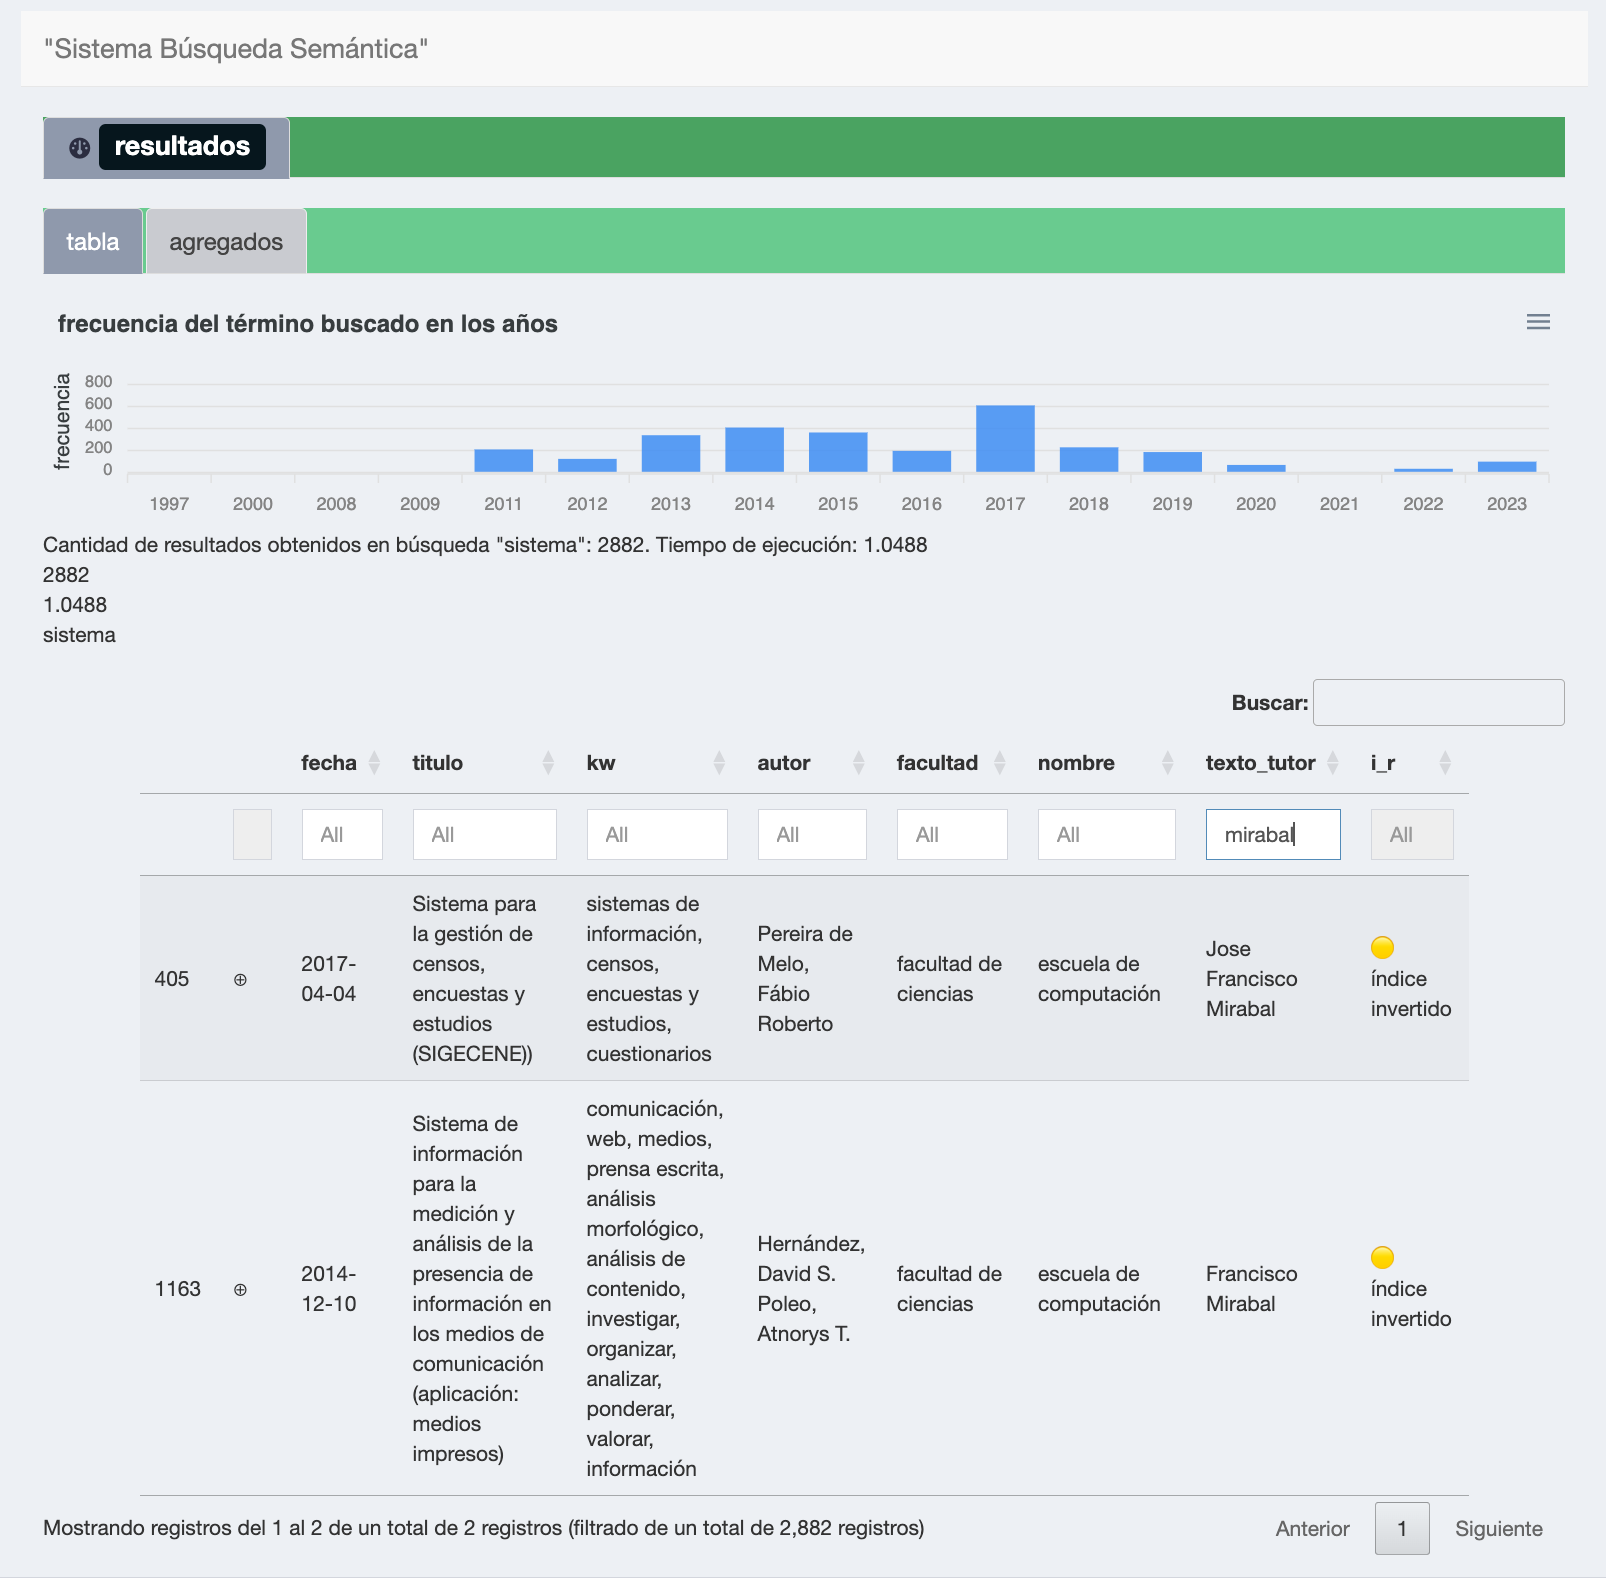 "Sistema Búsqueda Semántica"
resultados
tabla
agregados
frecuencia del término buscado en los años
frecuencia
800
600
400
200
0
1997 2000 2008 2009 2011 2012 2013 2014 2015 2016 2017 2018 2019 2020 2021 2022 2023
Cantidad de resultados obtenidos en búsqueda "sistema": 2882. Tiempo de ejecución: 1.0488
2882
1.0488
sistema
Buscar:
fecha titulo kw autor facultad nombre texto_tutor i_r
All All All All All All mirabal All
405
2017-
04-04
Sistema para
la gestión de
censos,
encuestas y
estudios
(SIGECENE))
sistemas de
información,
censos,
encuestas y
estudios,
cuestionarios
Pereira de
Melo,
Fábio
Roberto
facultad de
ciencias
escuela de
computación
Jose
Francisco
Mirabal
índice
invertido
1163
2014-
12-10
Sistema de
información
para la
medición y
análisis de la
presencia de
información en
los medios de
comunicación
(aplicación:
medios
impresos)
comunicación,
web, medios,
prensa escrita,
análisis
morfológico,
análisis de
contenido,
investigar,
organizar,
analizar,
ponderar,
valorar,
información
Hernández,
David S.
Poleo,
Atnorys T.
facultad de
ciencias
escuela de
computación
Francisco
Mirabal
índice
invertido
Mostrando registros del 1 al 2 de un total de 2 registros (filtrado de un total de 2,882 registros)
Anterior 1 Siguiente